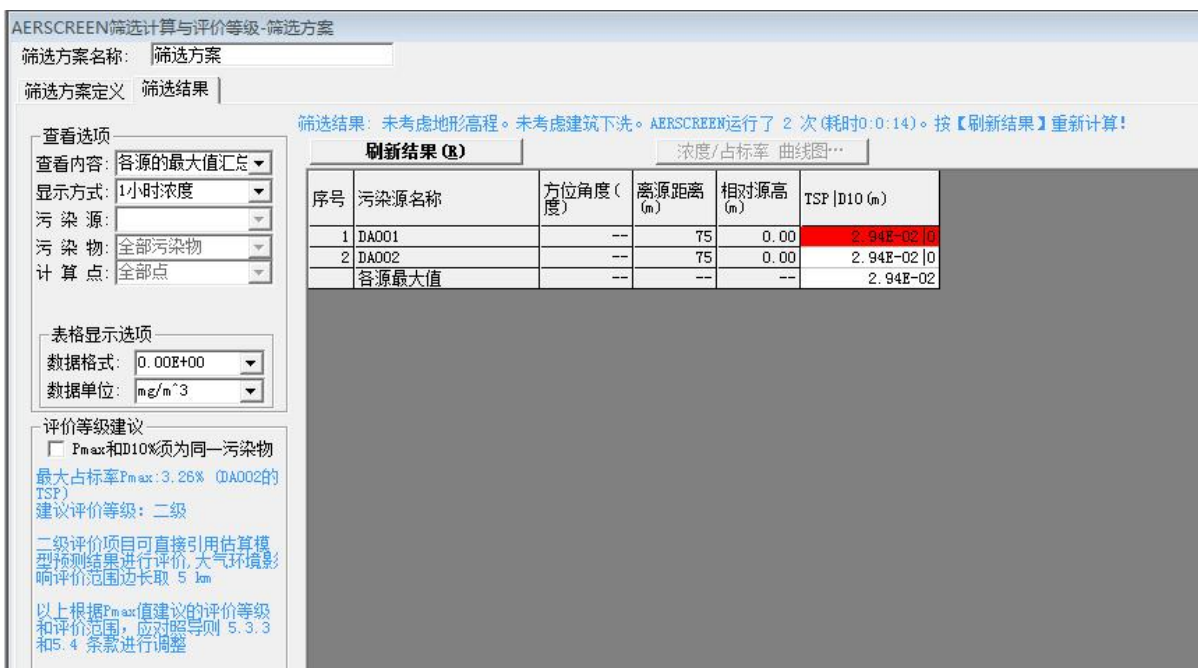 AERSCREEN筛选计算与评价等级-筛选方案
筛选方案名称: 筛选方案
筛选方案定义 筛选结果
筛选结果: 未考虑地形高程。未考虑建筑下洗。AERSCREEN运行了 2 次(耗时0:0:14)。按【刷新结果】重新计算!
查看选项
查看内容: 各源的最大值汇总
显示方式: 1小时浓度
污 染 源:
污 染 物: 全部污染物
计 算 点: 全部点
刷新结果(R) 浓度/占标率 曲线图…
序号 污染源名称 方位角度(度) 离源距离(m) 相对源高(m) TSP|D10(m)
1 DA001 -- 75 0.00 2.94E-02|0
2 DA002 -- 75 0.00 2.94E-02|0
各源最大值 -- -- -- 2.94E-02
表格显示选项
数据格式: 0.00E+00
数据单位: mg/m^3
评价等级建议
Pmax和D10%须为同一污染物
最大占标率Pmax:3.26% (DA002的
TSP)
建议评价等级: 二级
二级评价项目可直接引用估算模
型预测结果进行评价,大气环境影
响评价范围边长取 5 km
以上根据Pmax值建议的评价等级
和评价范围,应对照导则 5.3.3
和5.4 条款进行调整